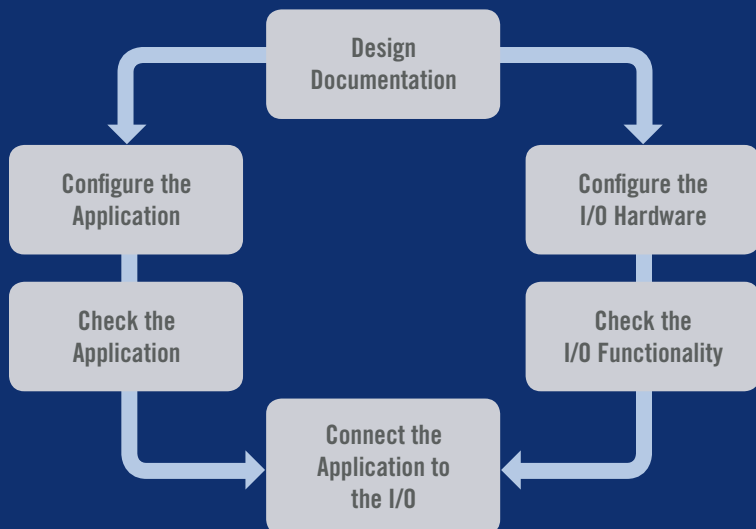 Design
Documentation
Configure the
Application
Configure the
I/O Hardware
Check the
Application
Check the
I/O Functionality
Connect the
Application to
the I/O